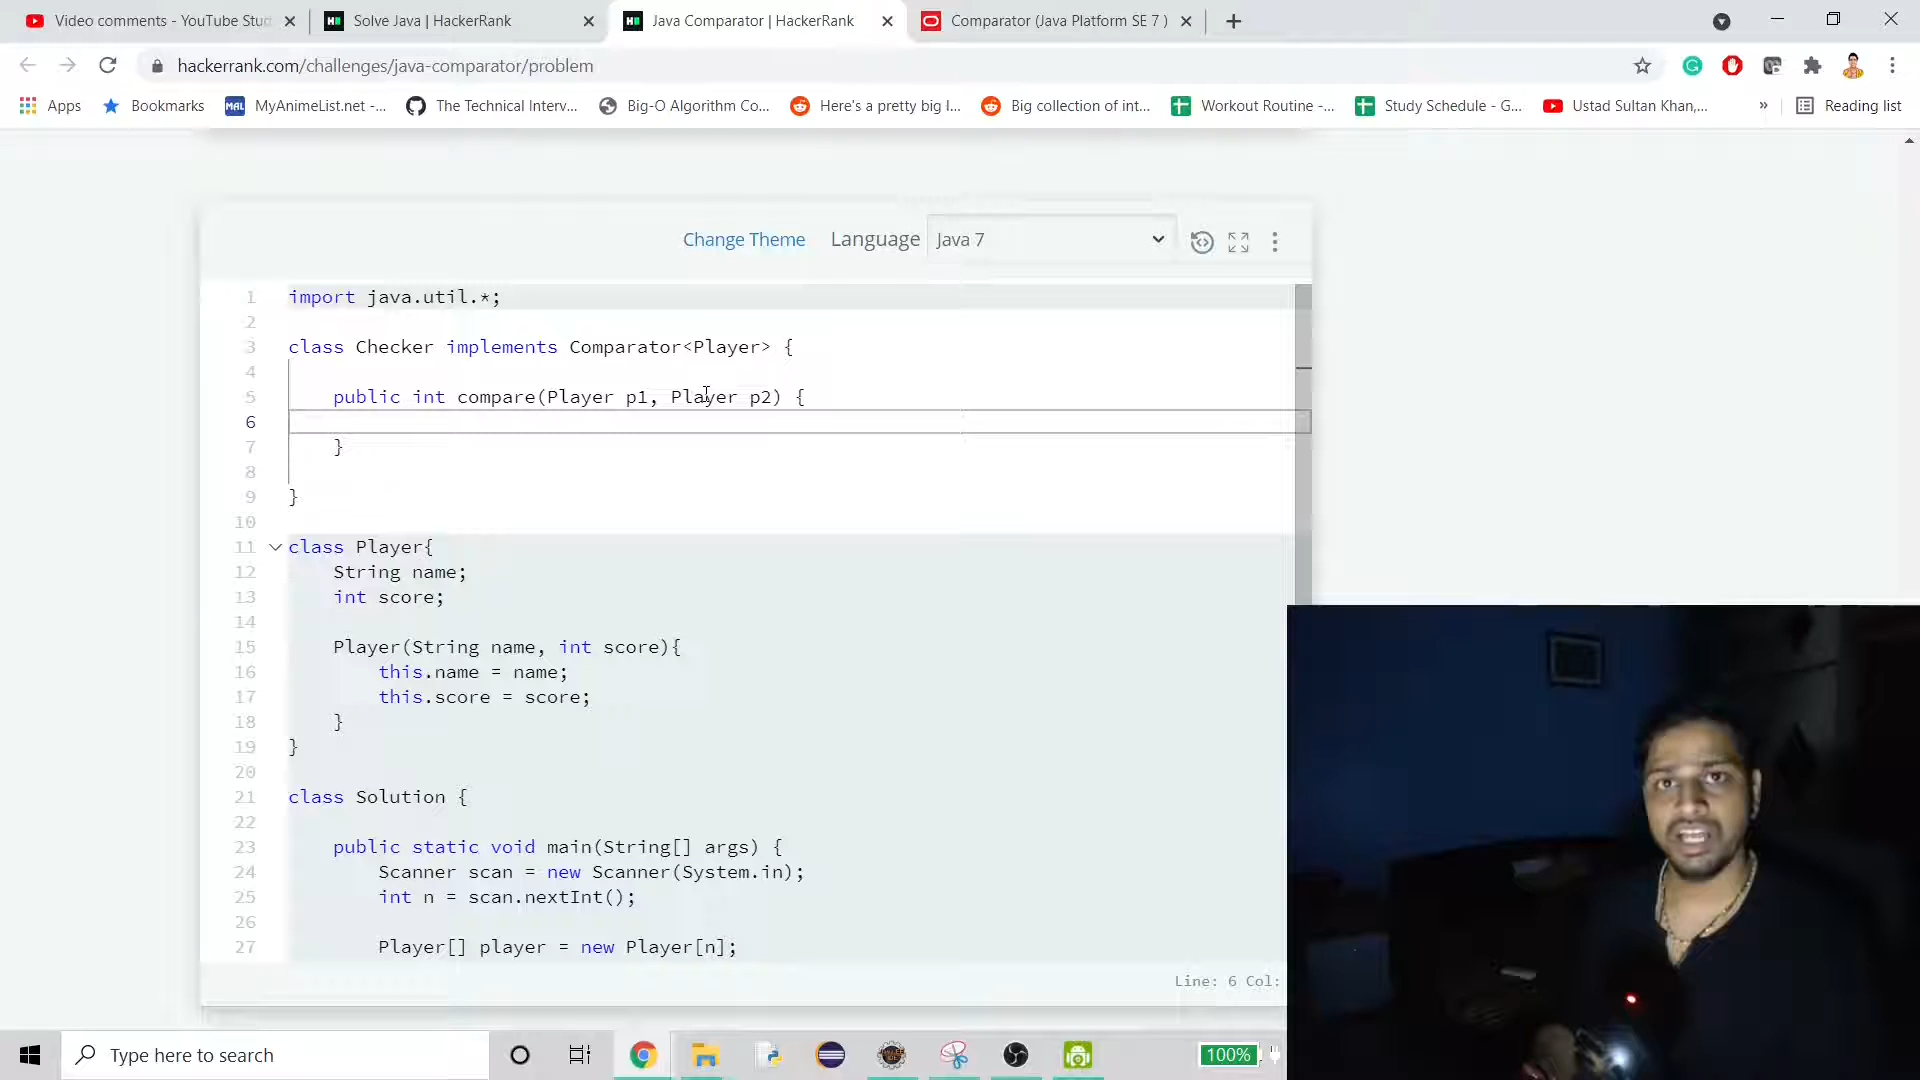 Video comments - YouTube Stu
Solve Java | HackerRank
Java Comparator | HackerRank
Comparator (Java Platform SE 7 )
hackerrank.com/challenges/java-comparator/problem
Apps
Bookmarks
MAL MyAnimeList.net -...
The Technical Interv...
Big-O Algorithm Co...
Here's a pretty big l...
Big collection of int...
Workout Routine -...
Study Schedule - G...
Ustad Sultan Khan,...
»
Reading list
Change Theme
Language
Java 7
1 import java.util.*;
2
3 class Checker implements Comparator<Player> {
4
5 public int compare(Player p1, Player p2) {
6
7 }
8
9 }
10
11 class Player{
12 String name;
13 int score;
14
15 Player(String name, int score){
16 this.name = name;
17 this.score = score;
18 }
19 }
20
21 class Solution {
22
23 public static void main(String[] args) {
24 Scanner scan = new Scanner(System.in);
25 int n = scan.nextInt();
26
27 Player[] player = new Player[n];
Line: 6 Col:
Type here to search
100%